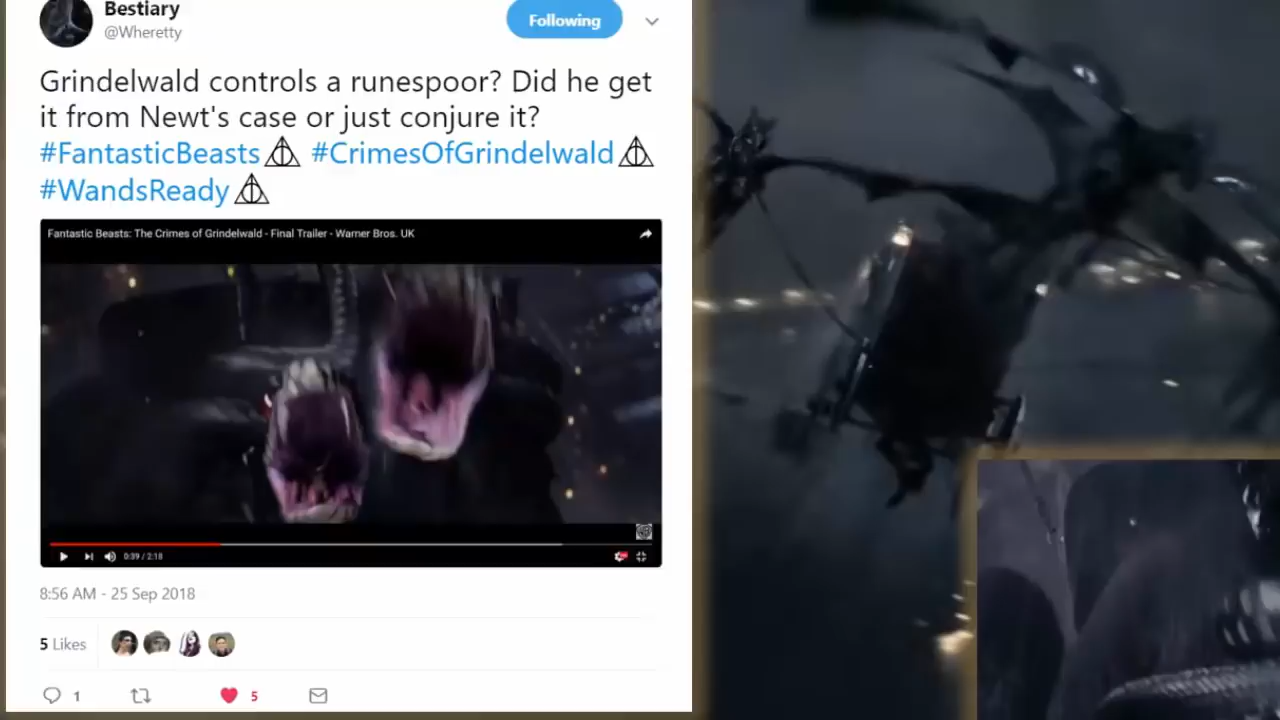 Bestiary
@Wheretty
Following
Grindelwald controls a runespoor? Did he get
it from Newt's case or just conjure it?
#FantasticBeasts #CrimesOfGrindelwald
#WandsReady
Fantastic Beasts: The Crimes of Grindelwald - Final Trailer - Warner Bros. UK
0:39 / 2:18
8:56 AM - 25 Sep 2018
5 Likes
1
5